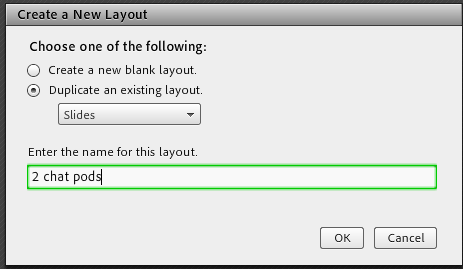 Create a New Layout
Choose one of the following:
Create a new blank layout.
Duplicate an existing layout.
Slides
Enter the name for this layout.
2 chat pods
OK Cancel